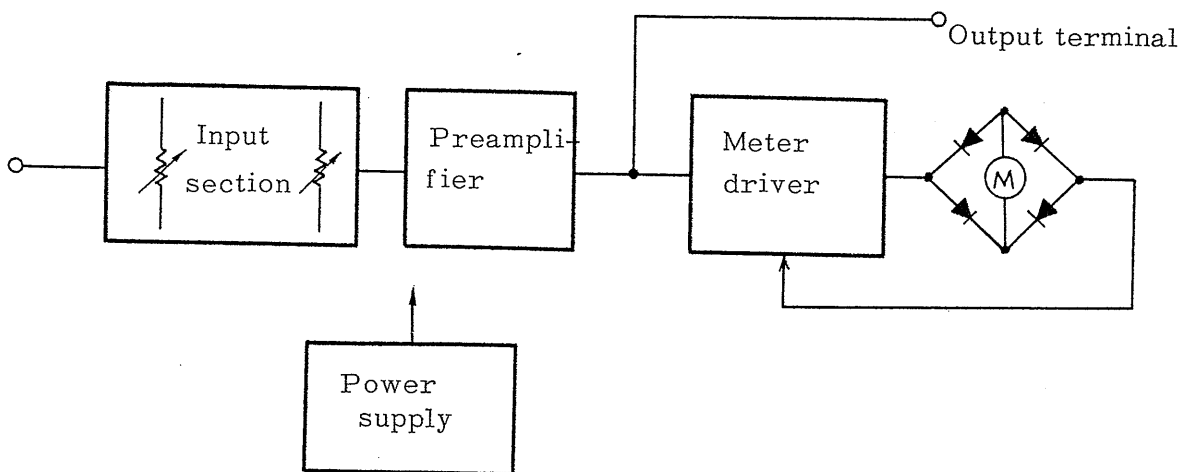 Output terminal
Input
section
Preampli-
fier
Meter
driver
M
Power
supply